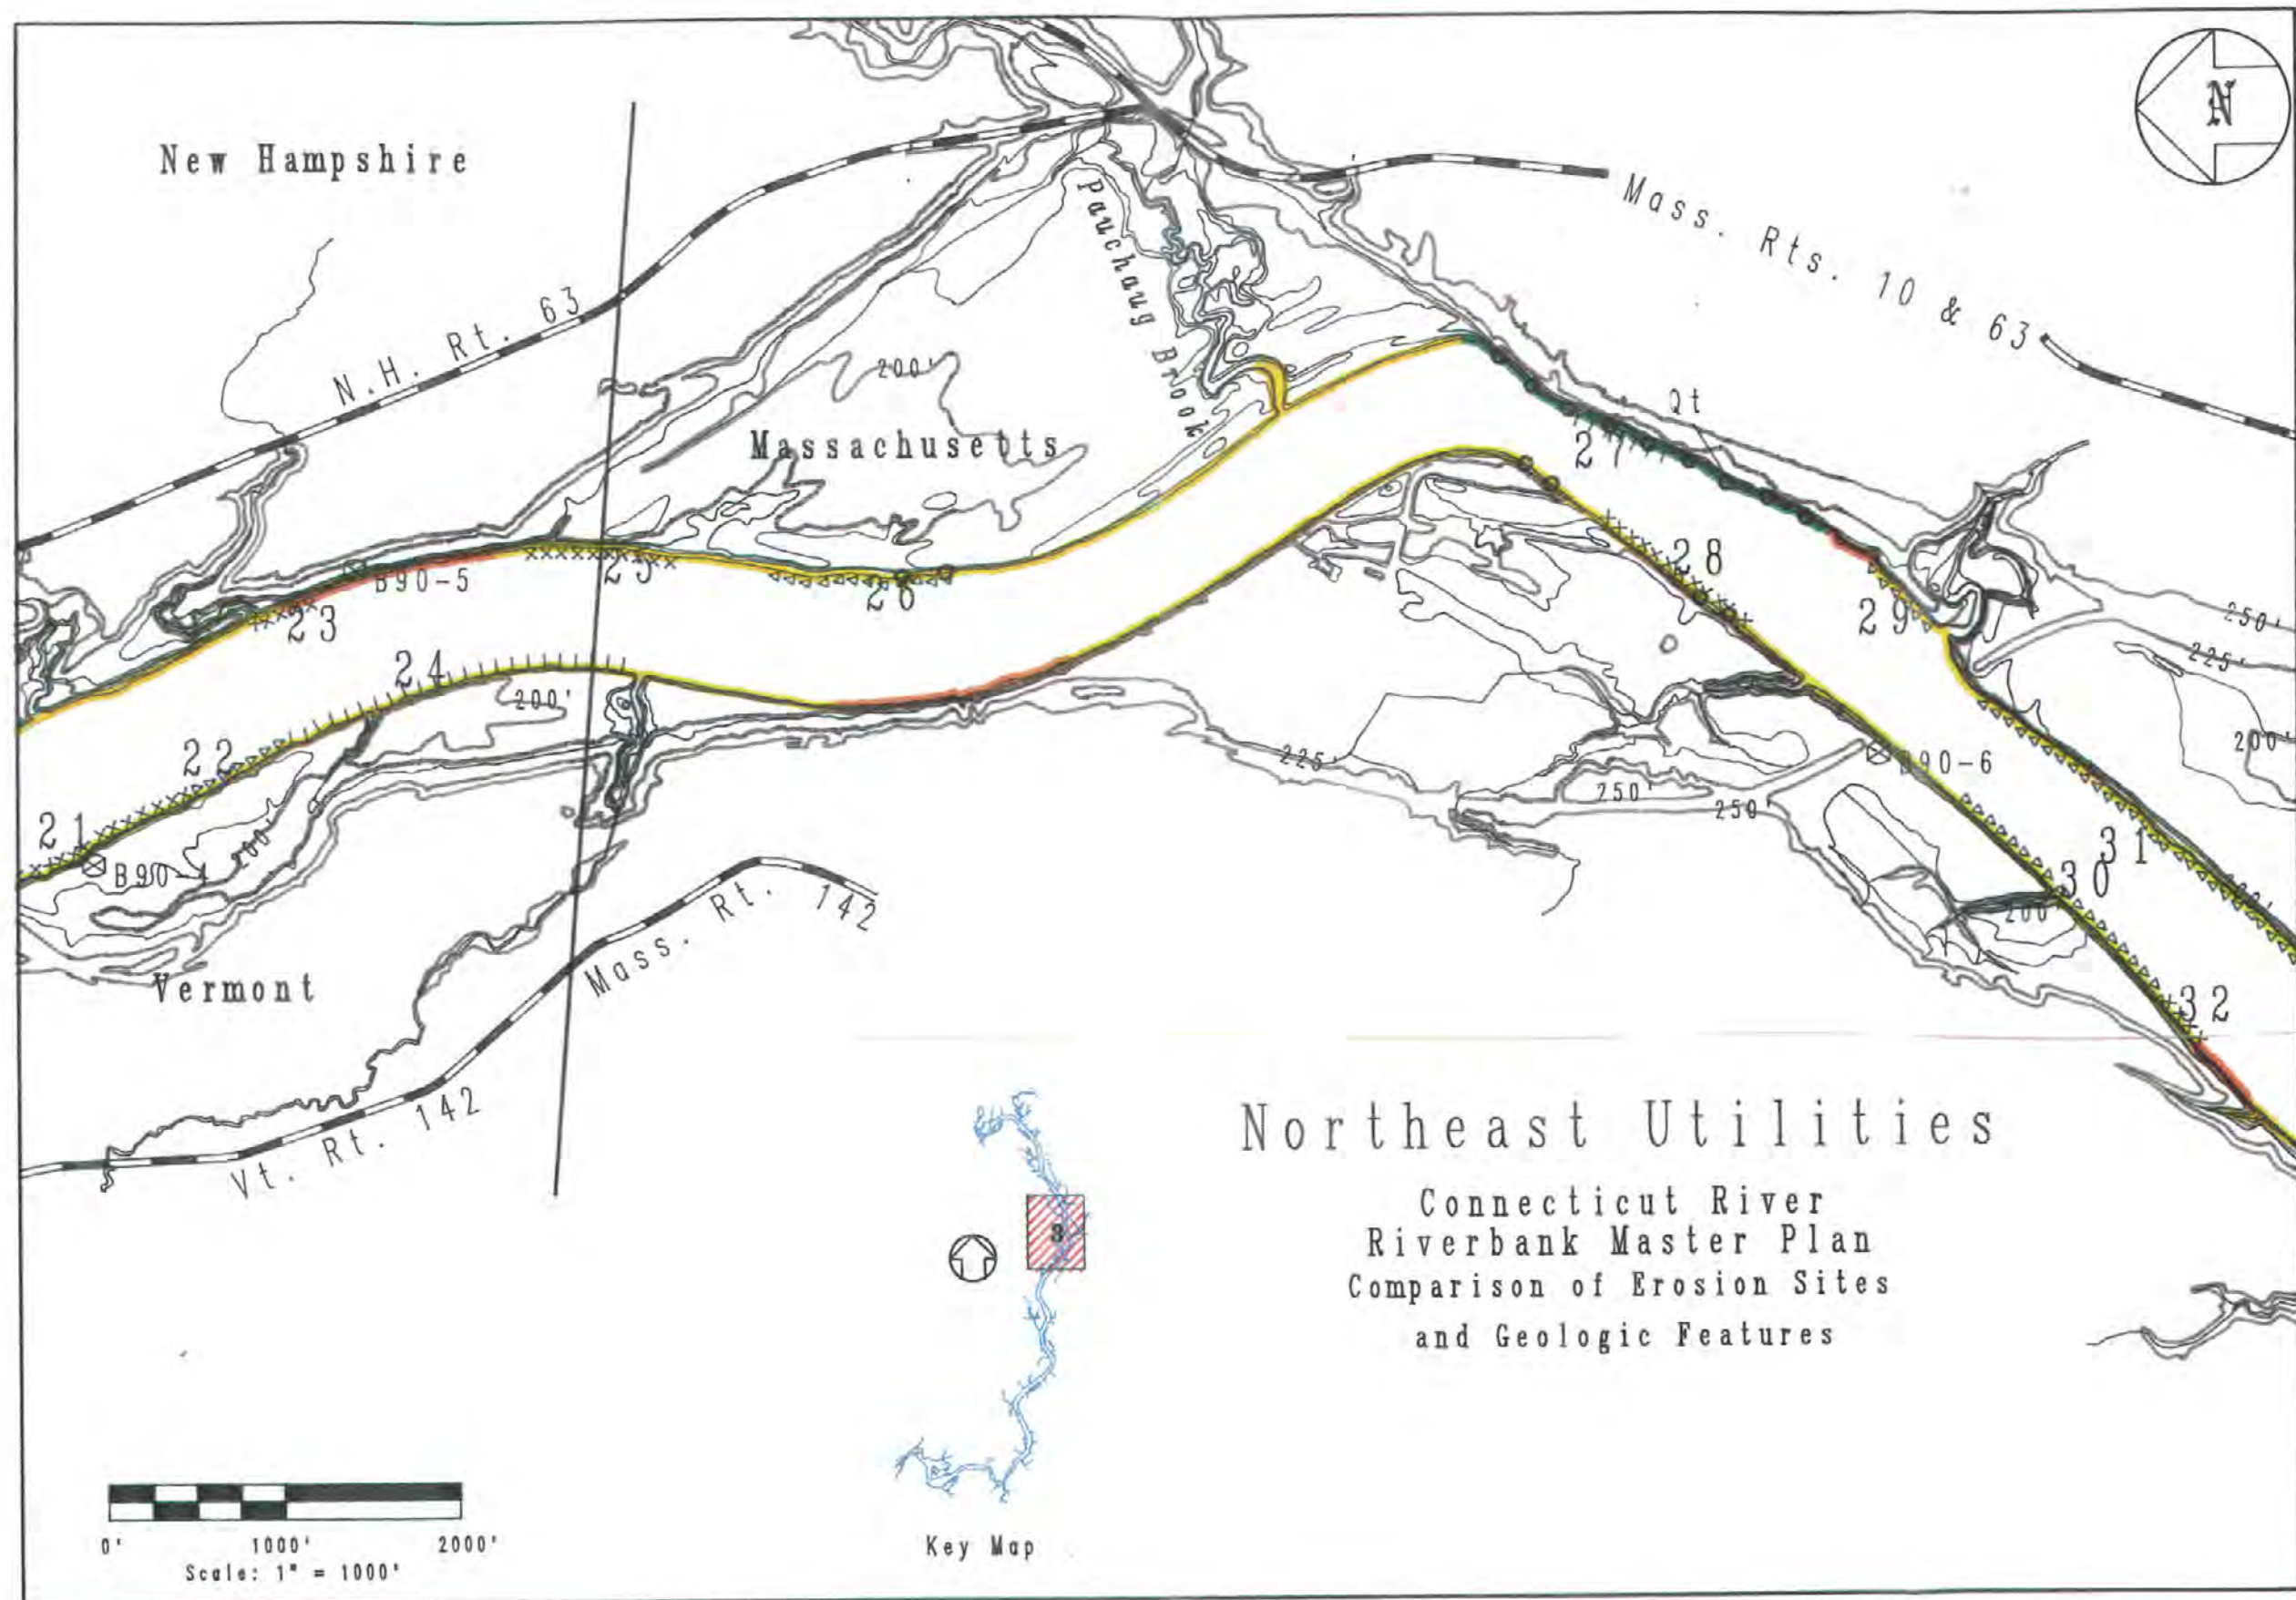 N
New Hampshire
Mass. Rts. 10 & 63
Pauchaug Brook
N.H. Rt. 63
200'
Qt
Massachusetts
27
28
B90-5
25
26
23
29
250'
225'
24
200'
200'
22
225'
B90-6
250'
250'
21
B90-4
200'
31
30
200'
Mass. Rt. 142
Vermont
32
Vt. Rt. 142
3
Northeast Utilities
Connecticut River
Riverbank Master Plan
Comparison of Erosion Sites
and Geologic Features
0' 1000' 2000'
Scale: 1" = 1000'
Key Map